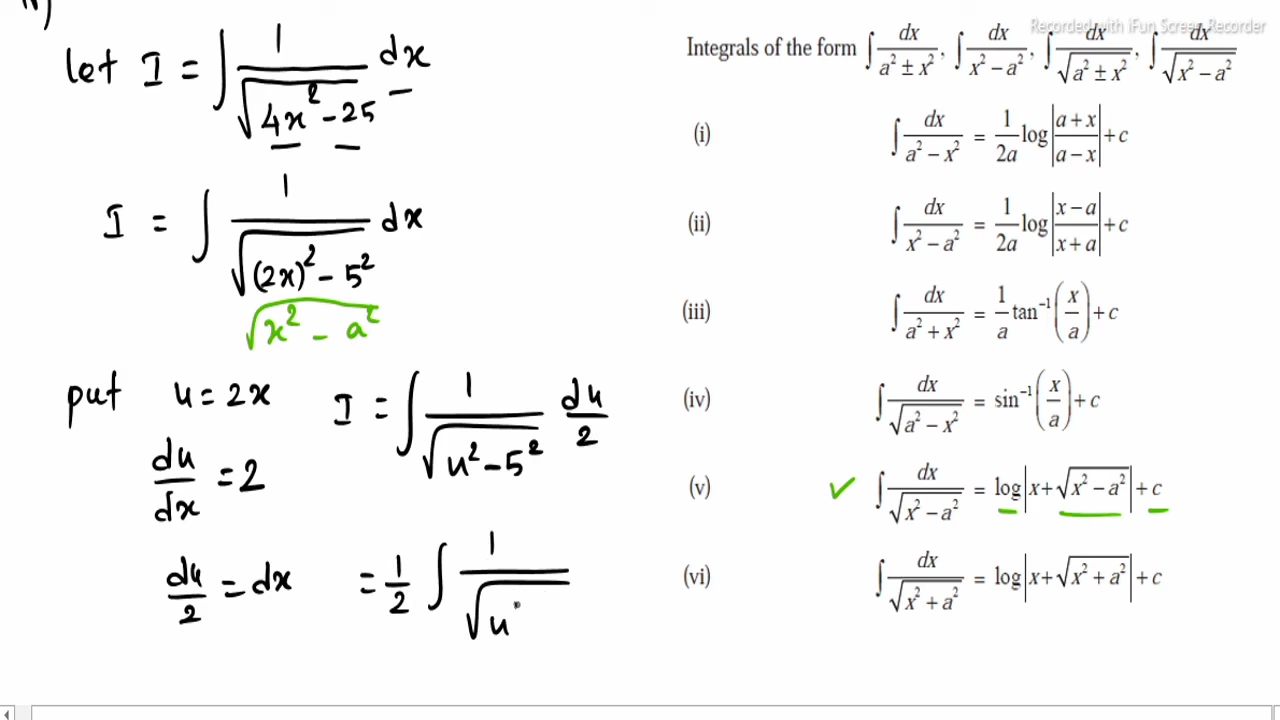 Recorded with iFun Screen Recorder
let I = ∫ 1/√(4x² - 25) dx
I = ∫ 1/√((2x)² - 5²) dx
√(x² - a²)
put u = 2x
du/dx = 2
du/2 = dx
I = ∫ 1/√(u² - 5²) du/2
= 1/2 ∫ 1/√u
Integrals of the form ∫ dx/(a² ± x²), ∫ dx/(x² − a²), ∫ dx/√(a² ± x²), ∫ dx/√(x² − a²)
(i) ∫ dx/(a² − x²) = 1/2a log |(a + x)/(a − x)| + c
(ii) ∫ dx/(x² − a²) = 1/2a log |(x − a)/(x + a)| + c
(iii) ∫ dx/(a² + x²) = 1/a tan⁻¹ (x/a) + c
(iv) ∫ dx/√(a² − x²) = sin⁻¹ (x/a) + c
(v) ✓ ∫ dx/√(x² − a²) = log |x + √(x² − a²)| + c
(vi) ∫ dx/√(x² + a²) = log |x + √(x² + a²)| + c